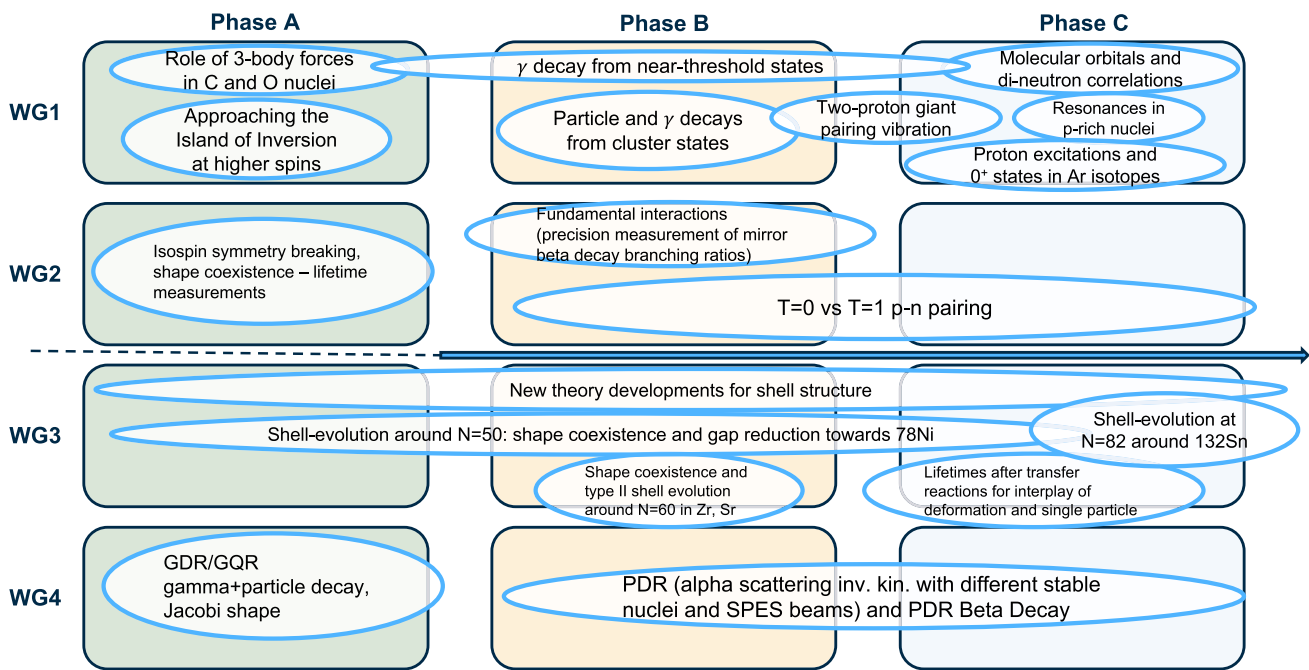 Phase A
Phase B
Phase C
WG1
Role of 3-body forces
in C and O nuclei
γ decay from near-threshold states
Molecular orbitals and
di-neutron correlations
Approaching the
Island of Inversion
at higher spins
Particle and γ decays
from cluster states
Two-proton giant
pairing vibration
Resonances in
p-rich nuclei
Proton excitations and
0⁺ states in Ar isotopes
WG2
Isospin symmetry breaking,
shape coexistence – lifetime
measurements
Fundamental interactions
(precision measurement of mirror
beta decay branching ratios)
T=0 vs T=1 p-n pairing
WG3
New theory developments for shell structure
Shell-evolution around N=50: shape coexistence and gap reduction towards 78Ni
Shell-evolution at
N=82 around 132Sn
Shape coexistence and
type II shell evolution
around N=60 in Zr, Sr
Lifetimes after transfer
reactions for interplay of
deformation and single particle
WG4
GDR/GQR
gamma+particle decay,
Jacobi shape
PDR (alpha scattering inv. kin. with different stable
nuclei and SPES beams) and PDR Beta Decay